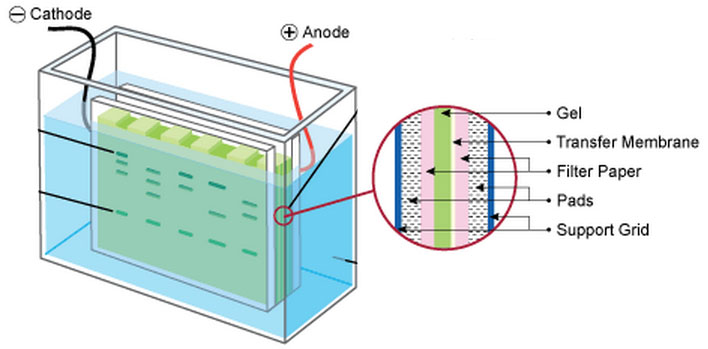 ⊖ Cathode
⊕ Anode
Gel
Transfer Membrane
Filter Paper
Pads
Support Grid